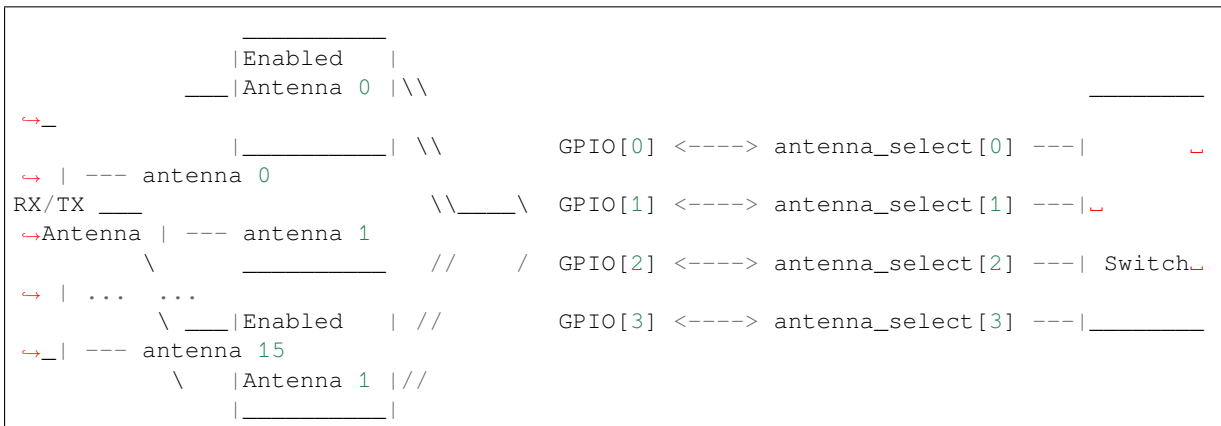 __________
                   |Enabled   |
               ___|Antenna 0 |\\                                                          ________
↪_
                   |__________| \\         GPIO[0] <----> antenna_select[0] ---|        ␣
↪ | --- antenna 0
RX/TX ___                         \\____\  GPIO[1] <----> antenna_select[1] ---|␣
↪Antenna | --- antenna 1
           \        __________    //     /  GPIO[2] <----> antenna_select[2] ---| Switch␣
↪ | ...  ...
            \ ___|Enabled   | //          GPIO[3] <----> antenna_select[3] ---|________
↪_| --- antenna 15
             \    |Antenna 1 |//
                   |__________|